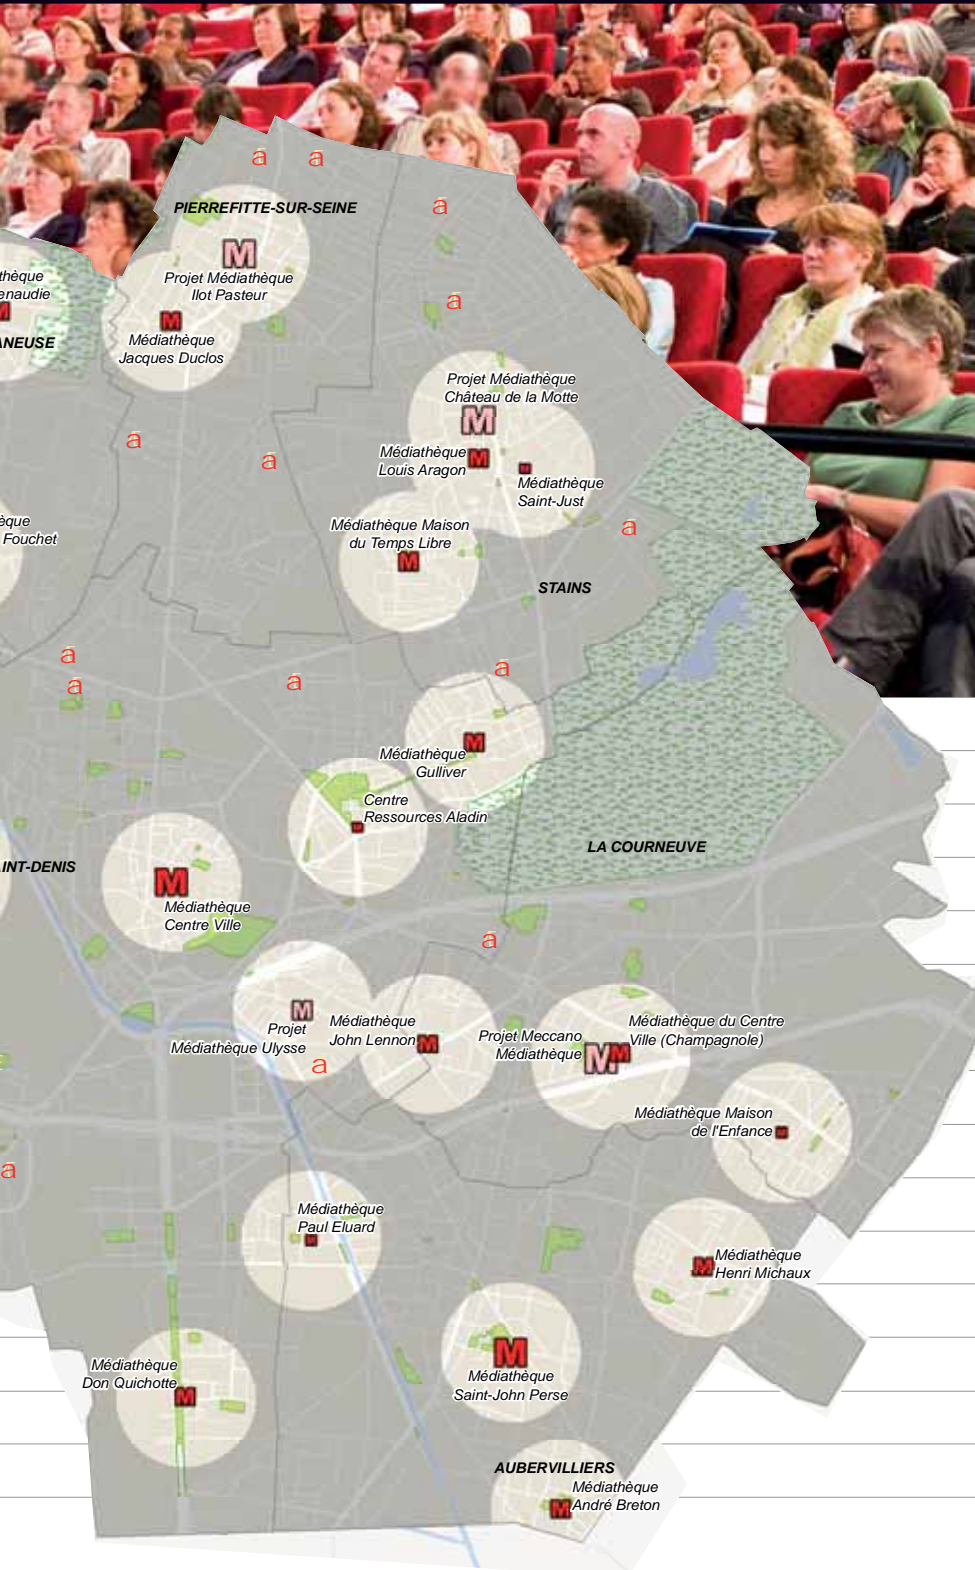 a a
PIERREFITTE-SUR-SEINE
a
M
Projet Médiathèque
Ilot Pasteur
thèque
enaudie
M
ANEUSE
M
Médiathèque
Jacques Duclos
a
Projet Médiathèque
Château de la Motte
M
a
a
Médiathèque
Louis Aragon
M
Médiathèque
Saint-Just
èque
Fouchet
Médiathèque Maison
du Temps Libre
M
a
STAINS
a
a
a
a
M
Médiathèque
Gulliver
Centre
Ressources Aladin
LA COURNEUVE
INT-DENIS
M
Médiathèque
Centre Ville
a
M
Projet
Médiathèque Ulysse
Médiathèque
John Lennon
M
Projet Meccano
Médiathèque
M
M
Médiathèque du Centre
Ville (Champagnole)
a
Médiathèque Maison
de l'Enfance
M
a
Médiathèque
Paul Eluard
M
M
Médiathèque
Henri Michaux
M
Médiathèque
Saint-John Perse
Médiathèque
Don Quichotte
M
AUBERVILLIERS
Médiathèque
André Breton
M